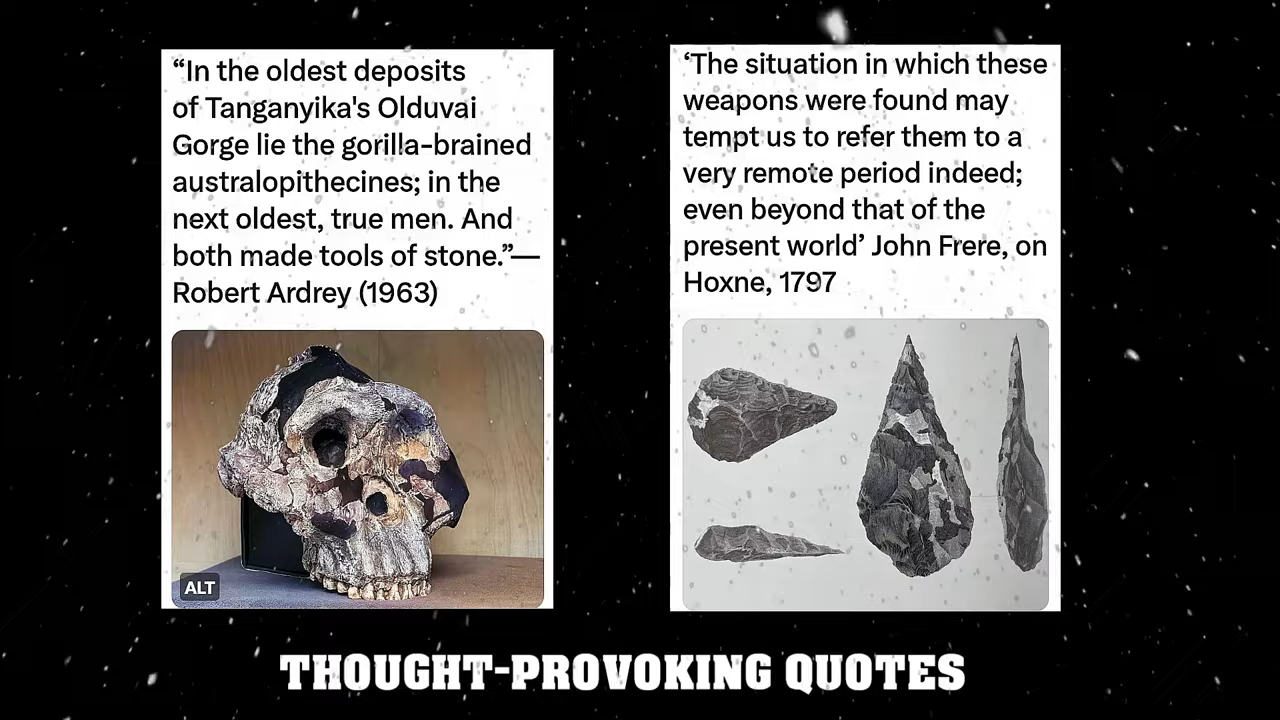 “In the oldest deposits
of Tanganyika's Olduvai
Gorge lie the gorilla-brained
australopithecines; in the
next oldest, true men. And
both made tools of stone.”—
Robert Ardrey (1963)
ALT
‘The situation in which these
weapons were found may
tempt us to refer them to a
very remote period indeed;
even beyond that of the
present world’ John Frere, on
Hoxne, 1797
THOUGHT-PROVOKING QUOTES